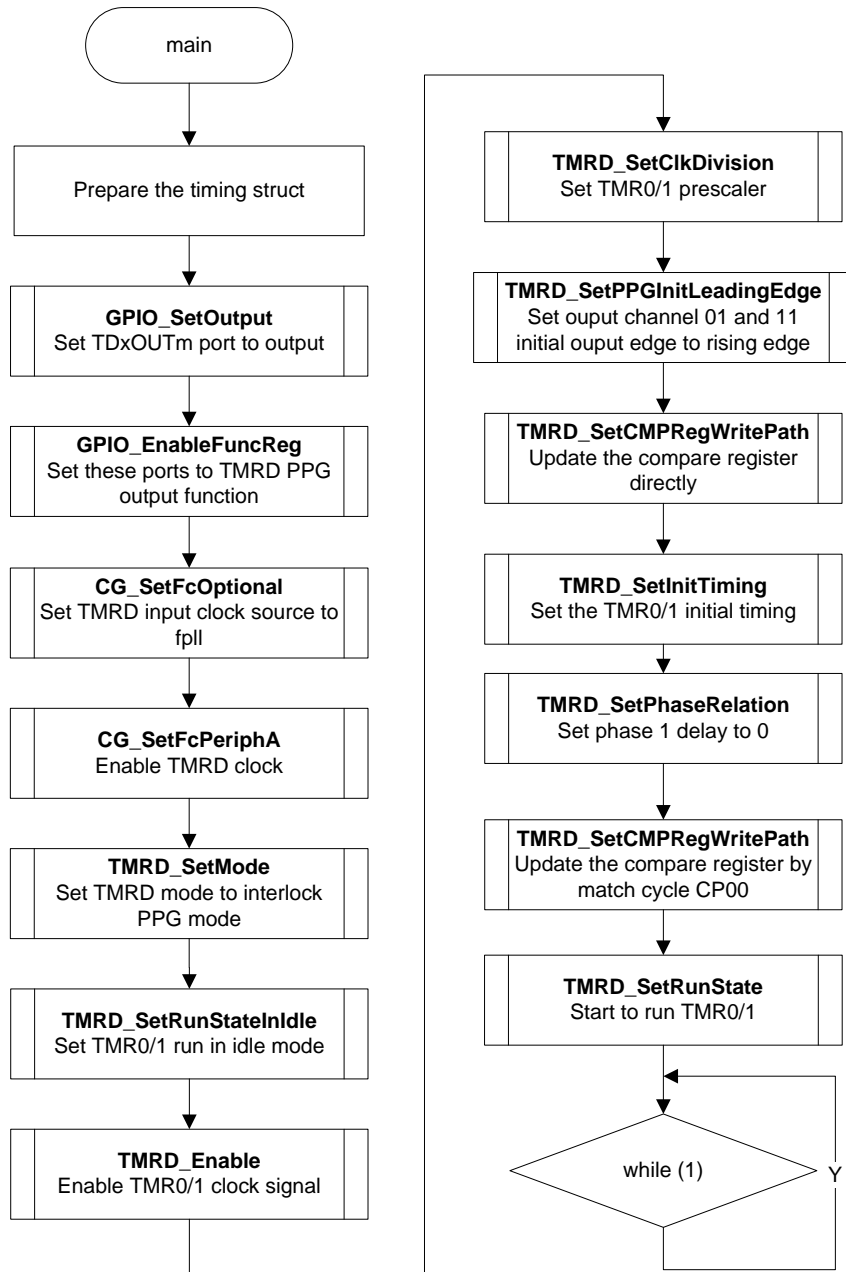 main
Prepare the timing struct
GPIO_SetOutput
Set TDxOUTm port to output
GPIO_EnableFuncReg
Set these ports to TMRD PPG
output function
CG_SetFcOptional
Set TMRD input clock source to
fpll
CG_SetFcPeriphA
Enable TMRD clock
TMRD_SetMode
Set TMRD mode to interlock
PPG mode
TMRD_SetRunStateInIdle
Set TMR0/1 run in idle mode
TMRD_Enable
Enable TMR0/1 clock signal
TMRD_SetClkDivision
Set TMR0/1 prescaler
TMRD_SetPPGInitLeadingEdge
Set ouput channel 01 and 11
initial ouput edge to rising edge
TMRD_SetCMPRegWritePath
Update the compare register
directly
TMRD_SetInitTiming
Set the TMR0/1 initial timing
TMRD_SetPhaseRelation
Set phase 1 delay to 0
TMRD_SetCMPRegWritePath
Update the compare register by
match cycle CP00
TMRD_SetRunState
Start to run TMR0/1
while (1)
Y